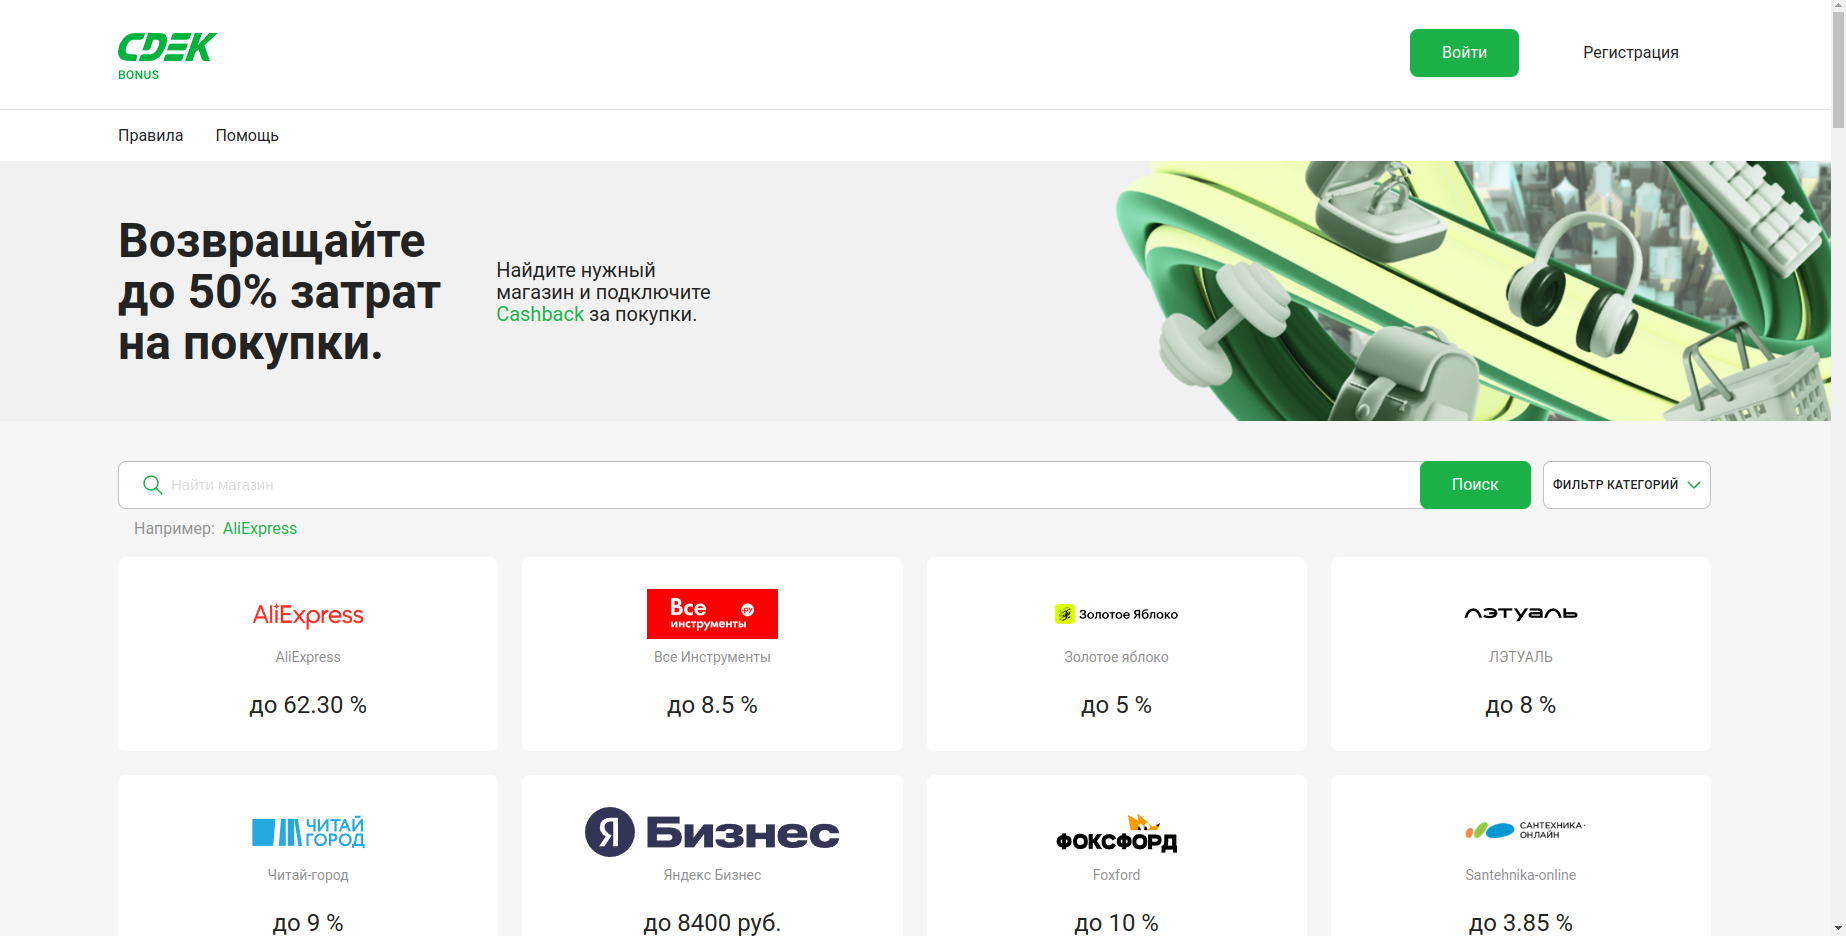 CDEK
BONUS
Войти
Регистрация
Правила
Помощь
Возвращайте
до 50% затрат
на покупки.
Найдите нужный
магазин и подключите
Cashback за покупки.
Найти магазин
Поиск
ФИЛЬТР КАТЕГОРИЙ
Например: AliExpress
AliExpress
AliExpress
до 62.30 %
Все
.ру
инструменты
Все Инструменты
до 8.5 %
Золотое Яблоко
Золотое яблоко
до 5 %
ЛЭТУАЛЬ
ЛЭТУАЛЬ
до 8 %
ЧИТАЙ
ГОРОД
Читай-город
до 9 %
Я Бизнес
Яндекс Бизнес
до 8400 руб.
ФОКСФОРД
Foxford
до 10 %
САНТЕХНИКА·
ОНЛАЙН
Santehnika-online
до 3.85 %